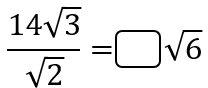 14√3/√2 = □√6